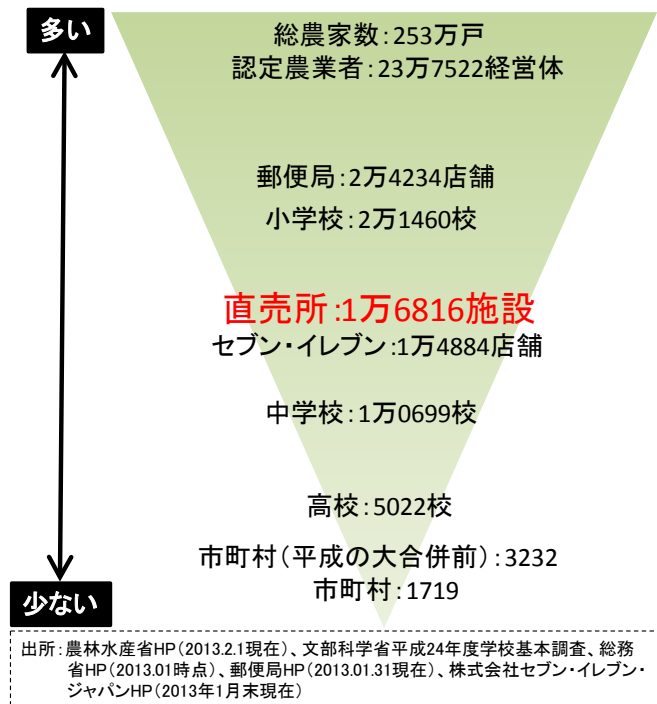 多い
総農家数：253万戸
認定農業者：23万7522経営体
郵便局：2万4234店舗
小学校：2万1460校
直売所：1万6816施設
セブン・イレブン：1万4884店舗
中学校：1万0699校
高校：5022校
市町村（平成の大合併前）：3232
市町村：1719
少ない
出所：農林水産省HP（2013.2.1現在）、文部科学省平成24年度学校基本調査、総務
省HP（2013.01時点）、郵便局HP（2013.01.31現在）、株式会社セブン・イレブン・
ジャパンHP（2013年1月末現在）